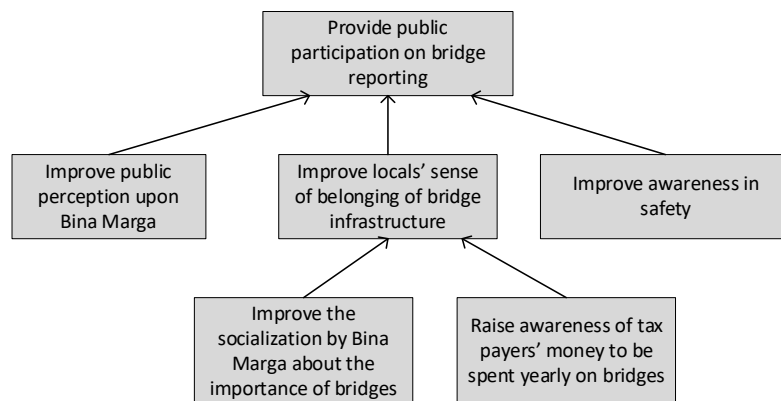 Provide public
participation on bridge
reporting
Improve public
perception upon
Bina Marga
Improve locals’ sense
of belonging of bridge
infrastructure
Improve awareness in
safety
Improve the
socialization by Bina
Marga about the
importance of bridges
Raise awareness of tax
payers’ money to be
spent yearly on bridges